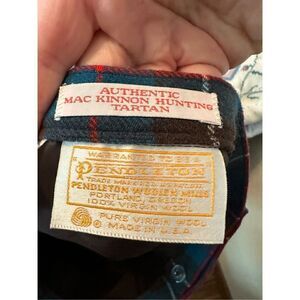 AUTHENTIC
MAC KINNON HUNTING
TARTAN
WARRANTED TO BE A
PENDLETON
PENDLETON WOOLEN MILLS
PORTLAND, OREGON
100% VIRGIN WOOL
PURE VIRGIN WOOL
© MADE IN U.S.A.